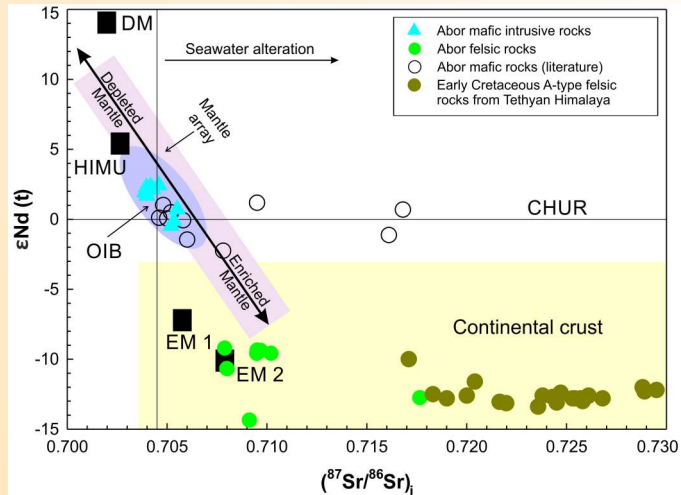 15
10
5
0
-5
-10
-15
εNd (t)
DM
Seawater alteration
Abor mafic intrusive rocks
Abor felsic rocks
Abor mafic rocks (literature)
Early Cretaceous A-type felsic
rocks from Tethyan Himalaya
Depleted
Mantle
Mantle
array
HIMU
OIB
CHUR
Enriched
Mantle
EM 1
EM 2
Continental crust
0.700
0.705
0.710
0.715
0.720
0.725
0.730
(⁸⁷Sr/⁸⁶Sr)ᵢ